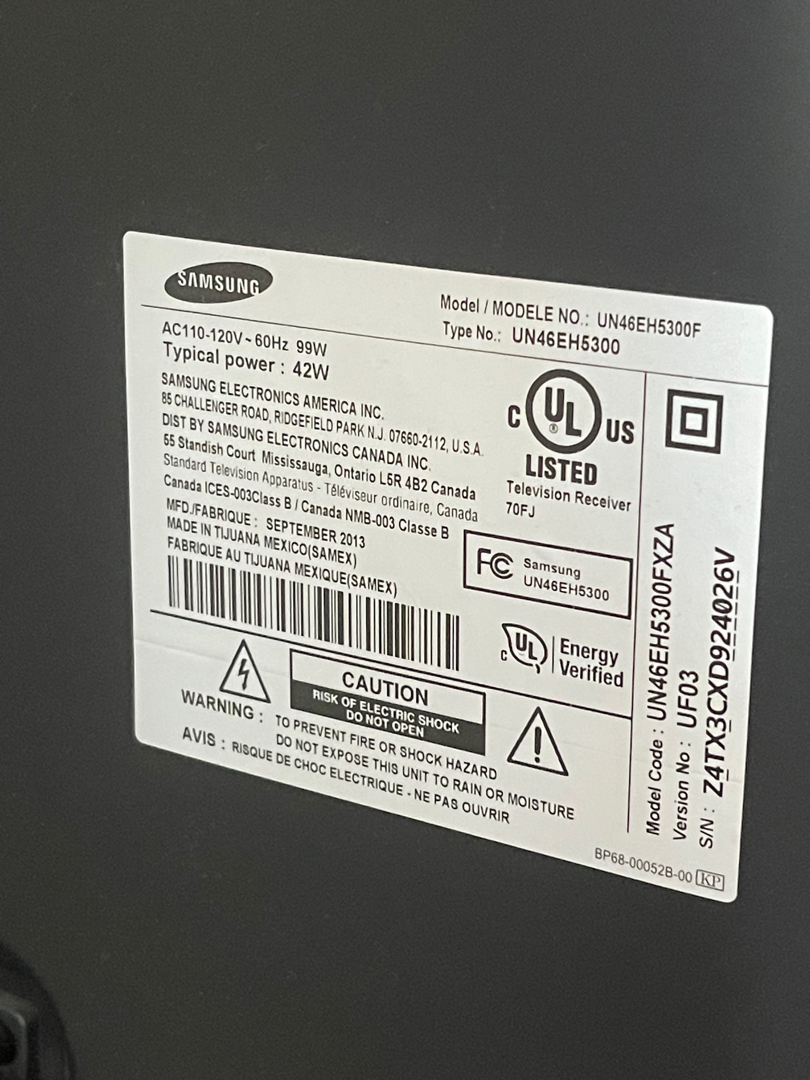 SAMSUNG
Model / MODELE NO.: UN46EH5300F
Type No.: UN46EH5300
AC110-120V~60Hz 99W
Typical power : 42W
SAMSUNG ELECTRONICS AMERICA INC.
85 CHALLENGER ROAD, RIDGEFIELD PARK N.J. 07660-2112, U.S.A.
DIST BY SAMSUNG ELECTRONICS CANADA INC.
55 Standish Court Mississauga, Ontario L5R 4B2 Canada
Standard Television Apparatus - Téléviseur ordinaire, Canada
Canada ICES-003Class B / Canada NMB-003 Classe B
MFD./FABRIQUE : SEPTEMBER 2013
MADE IN TIJUANA MEXICO(SAMEX)
FABRIQUE AU TIJUANA MEXIQUE(SAMEX)
C UL ® US
LISTED
Television Receiver
70FJ
FC Samsung
UN46EH5300
C UL Energy
Verified
CAUTION
RISK OF ELECTRIC SHOCK
DO NOT OPEN
WARNING : TO PREVENT FIRE OR SHOCK HAZARD
DO NOT EXPOSE THIS UNIT TO RAIN OR MOISTURE
AVIS : RISQUE DE CHOC ELECTRIQUE - NE PAS OUVRIR
Model Code : UN46EH5300FXZA
Version No : UF03
S/N : Z4TX3CXD924026V
BP68-00052B-00 KP